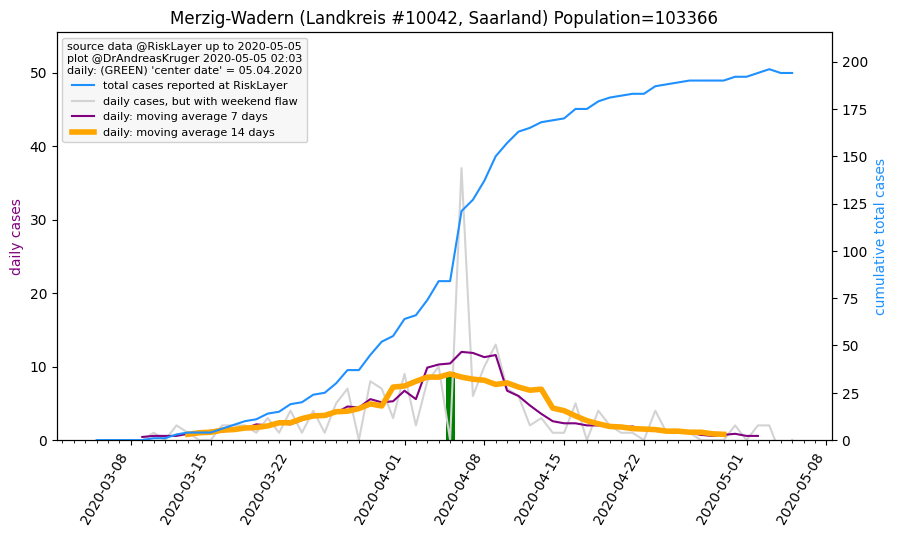 Merzig-Wadern (Landkreis #10042, Saarland) Population=103366
source data @RiskLayer up to 2020-05-05
plot @DrAndreasKruger 2020-05-05 02:03
daily: (GREEN) 'center date' = 05.04.2020
total cases reported at RiskLayer
daily cases, but with weekend flaw
daily: moving average 7 days
daily: moving average 14 days
daily cases
50
40
30
20
10
0
cumulative total cases
200
175
150
125
100
75
50
25
0
2020-03-08
2020-03-15
2020-03-22
2020-04-01
2020-04-08
2020-04-15
2020-04-22
2020-05-01
2020-05-08